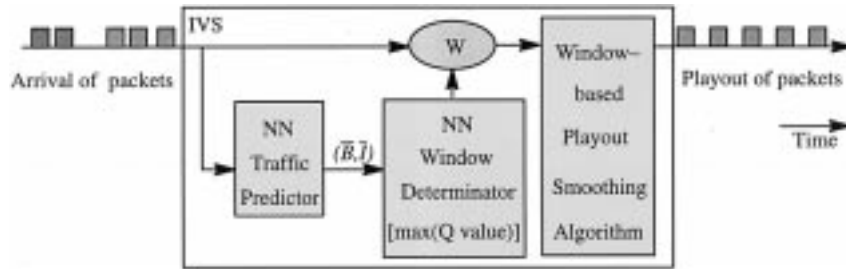 IVS
W
Arrival of packets
Window–
based
Playout
Smoothing
Algorithm
Playout of packets
Time
NN
Traffic
Predictor
(B̅,I̅)
NN
Window
Determinator
[max(Q value)]